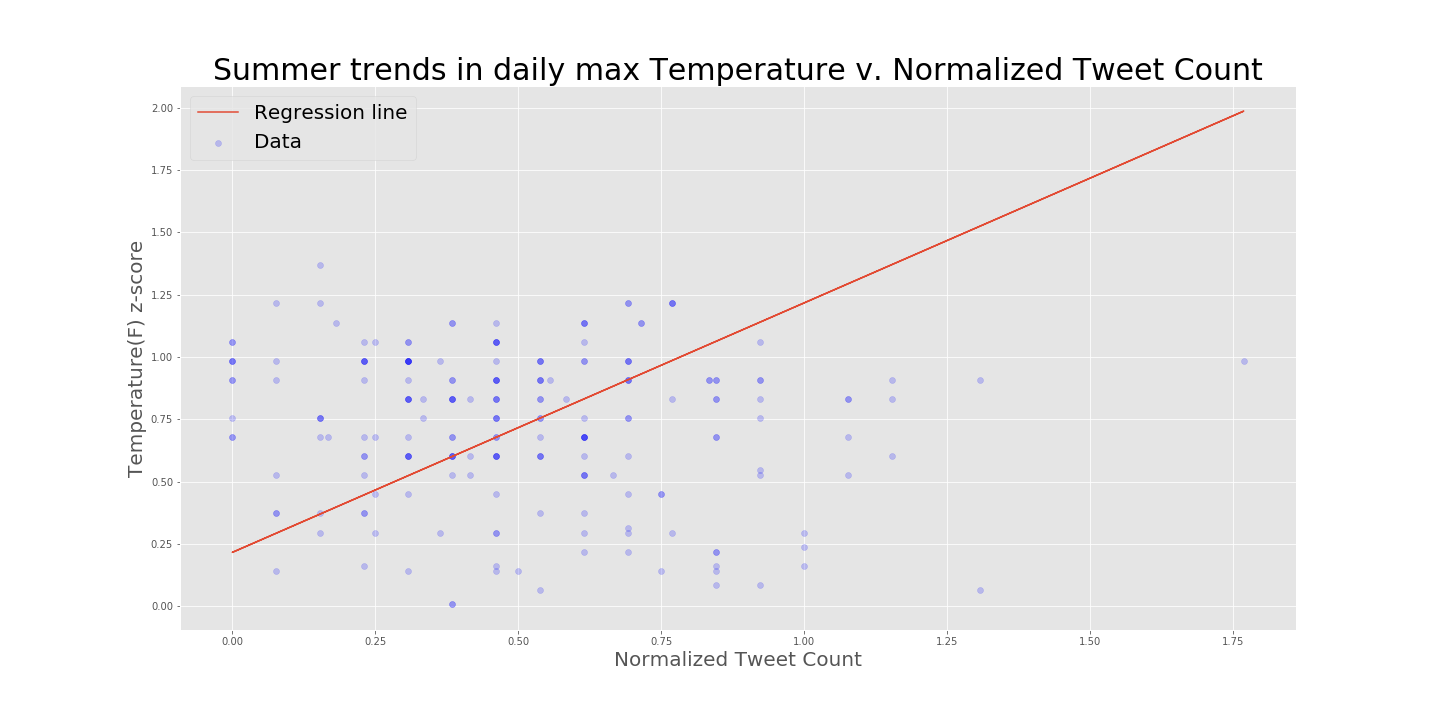 Summer trends in daily max Temperature v. Normalized Tweet Count
Regression line
Data
2.00
1.75
1.50
1.25
1.00
0.75
0.50
0.25
0.00
Temperature(F) z-score
0.00 0.25 0.50 0.75 1.00 1.25 1.50 1.75
Normalized Tweet Count